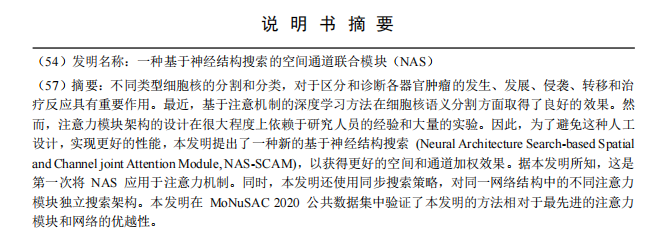 说 明 书 摘 要
（54）发明名称：一种基于神经结构搜索的空间通道联合模块（NAS）
（57）摘要：不同类型细胞核的分割和分类，对于区分和诊断各器官肿瘤的发生、发展、侵袭、转移和治
疗反应具有重要作用。最近，基于注意机制的深度学习方法在细胞核语义分割方面取得了良好的效果。然
而，注意力模块架构的设计在很大程度上依赖于研究人员的经验和大量的实验。因此，为了避免这种人工
设计，实现更好的性能，本发明提出了一种新的基于神经结构搜索 (Neural Architecture Search-based Spatial
and Channel joint Attention Module, NAS-SCAM)，以获得更好的空间和通道加权效果。据本发明所知，这是
第一次将 NAS 应用于注意力机制。同时，本发明还使用同步搜索策略，对同一网络结构中的不同注意力
模块独立搜索架构。本发明在 MoNuSAC 2020 公共数据集中验证了本发明的方法相对于最先进的注意力
模块和网络的优越性。